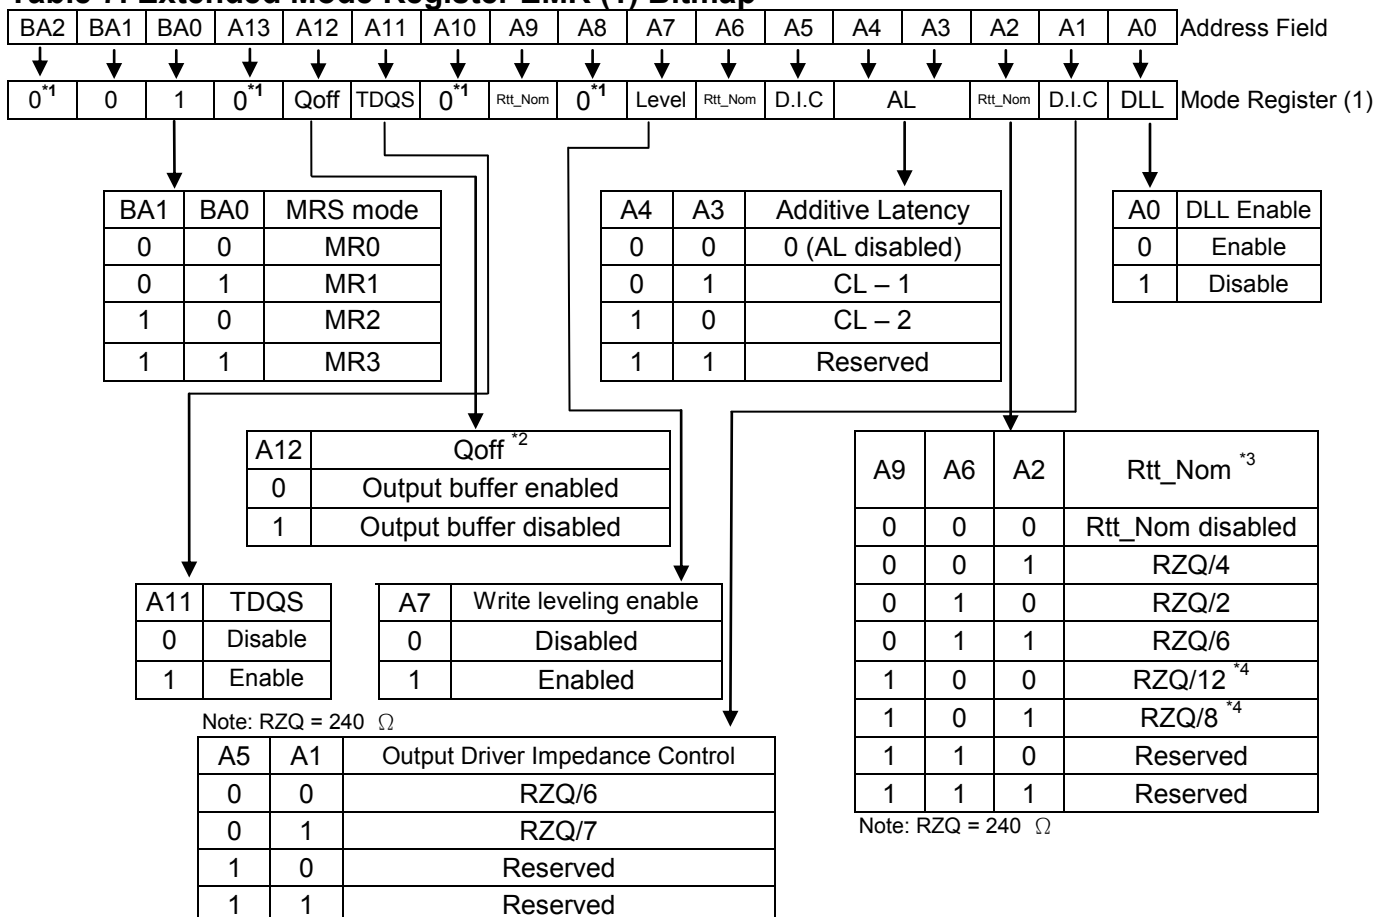 Table 7. Extended Mode Register EMR (1) Bitmap
BA2 BA1 BA0 A13 A12 A11 A10 A9 A8 A7 A6 A5 A4 A3 A2 A1 A0 Address Field
0*1 0 1 0*1 Qoff TDQS 0*1 Rtt_Nom 0*1 Level Rtt_Nom D.I.C AL Rtt_Nom D.I.C DLL Mode Register (1)
BA1 BA0 MRS mode
0 0 MR0
0 1 MR1
1 0 MR2
1 1 MR3
A4 A3 Additive Latency
0 0 0 (AL disabled)
0 1 CL – 1
1 0 CL – 2
1 1 Reserved
A0 DLL Enable
0 Enable
1 Disable
A12 Qoff *2
0 Output buffer enabled
1 Output buffer disabled
A9 A6 A2 Rtt_Nom *3
0 0 0 Rtt_Nom disabled
0 0 1 RZQ/4
0 1 0 RZQ/2
0 1 1 RZQ/6
1 0 0 RZQ/12 *4
1 0 1 RZQ/8 *4
1 1 0 Reserved
1 1 1 Reserved
Note: RZQ = 240 Ω
A11 TDQS
0 Disable
1 Enable
A7 Write leveling enable
0 Disabled
1 Enabled
Note: RZQ = 240 Ω
A5 A1 Output Driver Impedance Control
0 0 RZQ/6
0 1 RZQ/7
1 0 Reserved
1 1 Reserved